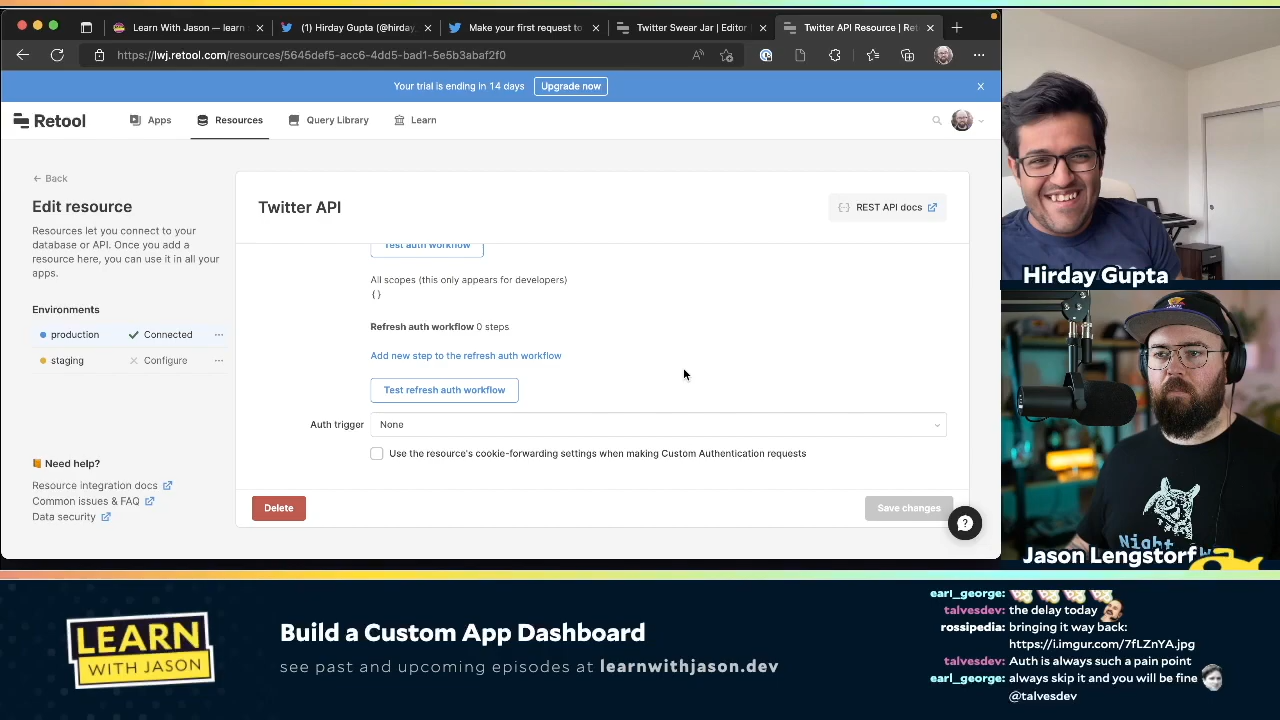 Learn With Jason — learn
(1) Hirday Gupta (@hirday
Make your first request to
Twitter Swear Jar | Editor
Twitter API Resource | Ret
https://lwj.retool.com/resources/5645def5-acc6-4dd5-bad1-5e5b3abaf2f0
Your trial is ending in 14 days
Upgrade now
Retool
Apps
Resources
Query Library
Learn
Back
Edit resource
Resources let you connect to your
database or API. Once you add a
resource here, you can use it in all your
apps.
Environments
production
Connected
staging
Configure
Need help?
Resource integration docs
Common issues & FAQ
Data security
Twitter API
REST API docs
Test auth workflow
All scopes (this only appears for developers)
{}
Refresh auth workflow 0 steps
Add new step to the refresh auth workflow
Test refresh auth workflow
Auth trigger
None
Use the resource's cookie-forwarding settings when making Custom Authentication requests
Delete
Save changes
Hirday Gupta
Night
Jason Lengstorf
LEARN
WITH JASON
Build a Custom App Dashboard
see past and upcoming episodes at learnwithjason.dev
earl_george:
talvesdev: the delay today
rossipedia: bringing it way back:
https://i.imgur.com/7fLZnYA.jpg
talvesdev: Auth is always such a pain point
earl_george: always skip it and you will be fine
@talvesdev